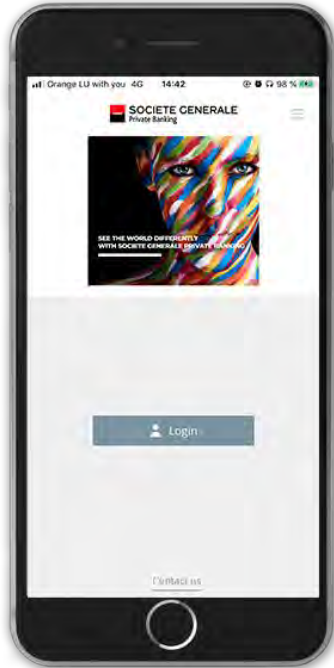 Orange LU with you 4G 14:42 98 %
SOCIETE GENERALE
Private Banking
SEE THE WORLD DIFFERENTLY
WITH SOCIETE GENERALE PRIVATE BANKING
Login
Contact us